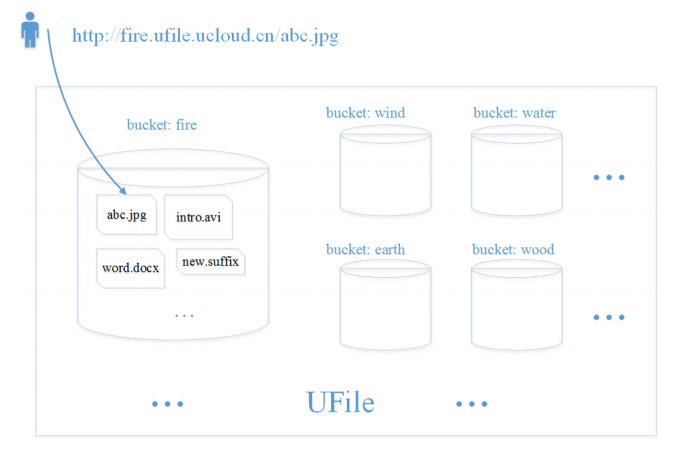 http://fire.ufile.ucloud.cn/abc.jpg
bucket: fire
bucket: wind
bucket: water
abc.jpg
intro.avi
word.docx
new.suffix
...
...
bucket: earth
bucket: wood
...
... UFile ...